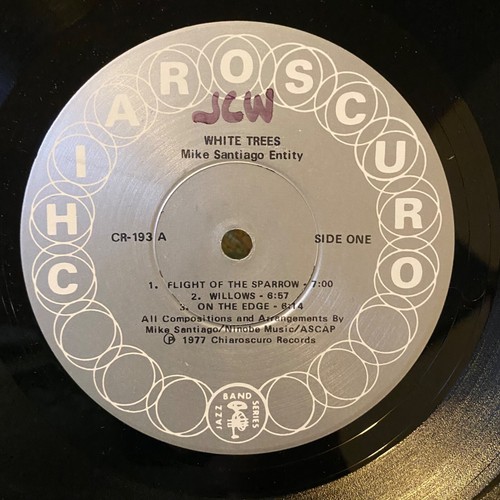 CHIAROSCURO
JCW
WHITE TREES
Mike Santiago Entity
CR-193 A
SIDE ONE
1. FLIGHT OF THE SPARROW - 7:00
2. WILLOWS - 6:57
3. ON THE EDGE - 6:14
All Compositions and Arrangements By
Mike Santiago/Ninobe Music/ASCAP
Ⓟ 1977 Chiaroscuro Records
JAZZ BAND SERIES